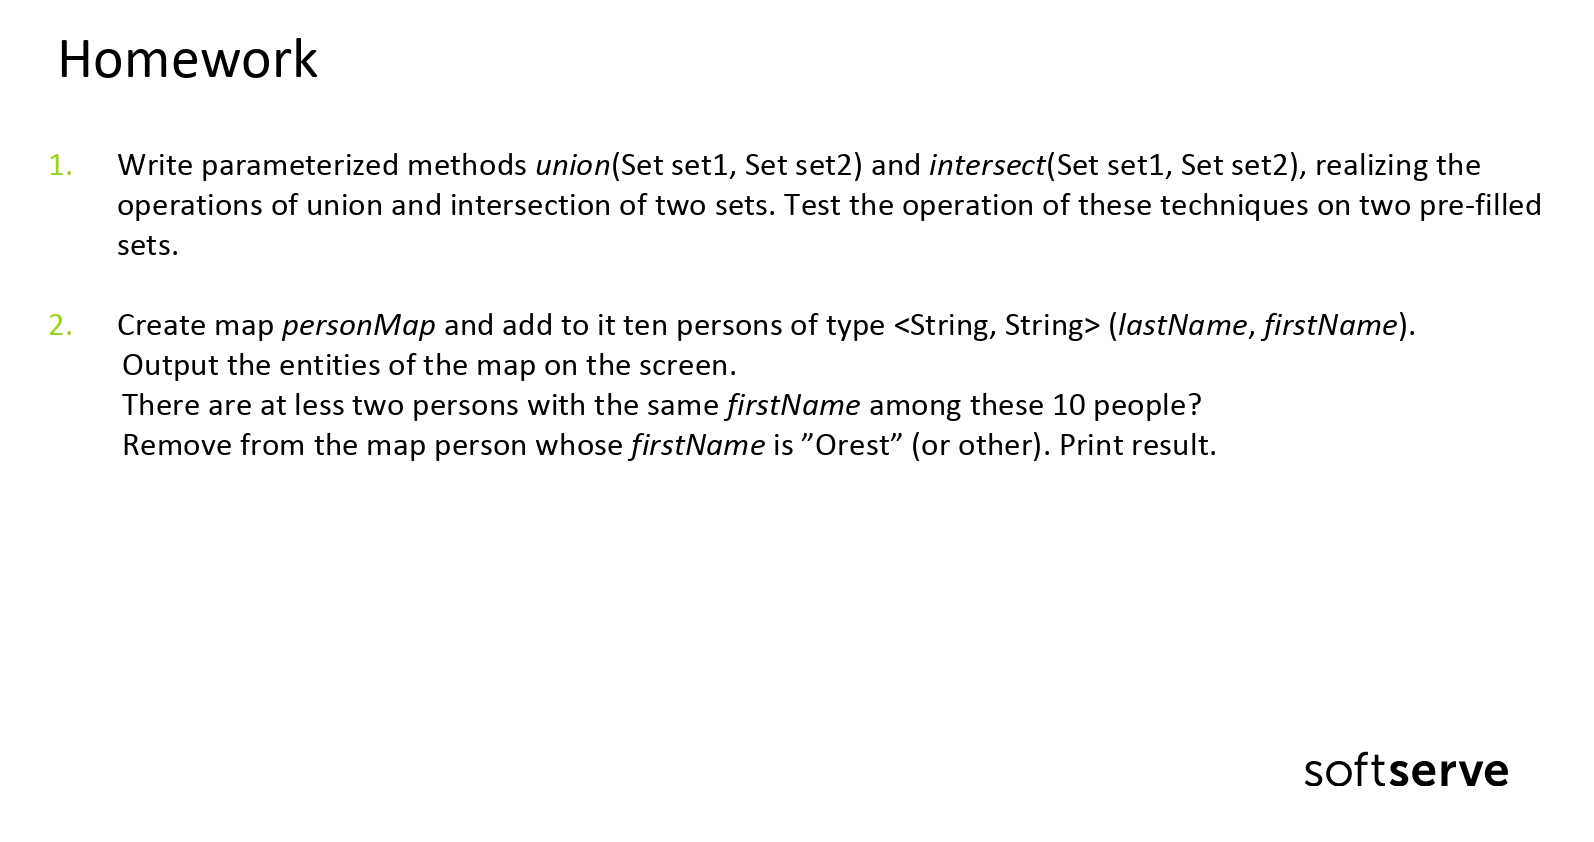 Homework
1. Write parameterized methods union(Set set1, Set set2) and intersect(Set set1, Set set2), realizing the
operations of union and intersection of two sets. Test the operation of these techniques on two pre-filled
sets.
2. Create map personMap and add to it ten persons of type <String, String> (lastName, firstName).
Output the entities of the map on the screen.
There are at less two persons with the same firstName among these 10 people?
Remove from the map person whose firstName is ”Orest” (or other). Print result.
softserve